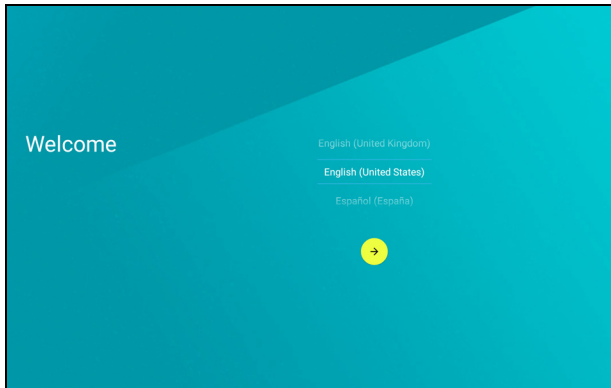 Welcome
English (United Kingdom)
English (United States)
Español (España)